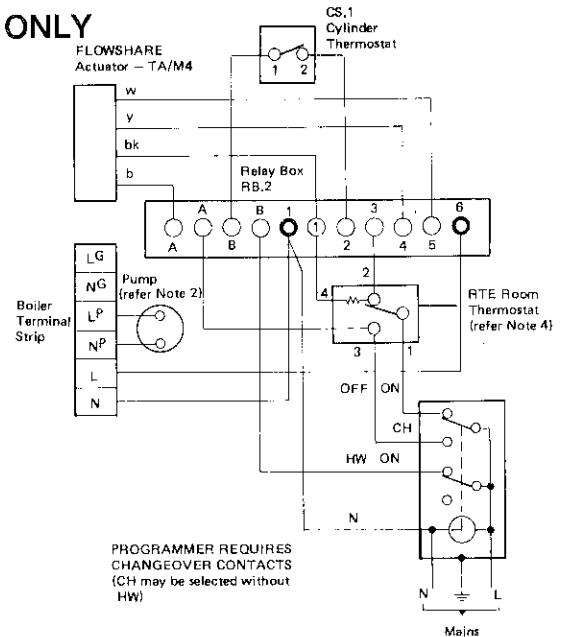 ONLY
CS.1
Cylinder
Thermostat
1 2
FLOWSHARE
Actuator – TA/M4
w
y
bk
b
Relay Box
RB.2
A A B B 1 1 2 3 4 5 6
LG
NG
LP
NP
L
N
Boiler
Terminal
Strip
Pump
(refer Note 2)
2
4
3
1
RTE Room
Thermostat
(refer Note 4)
OFF ON
CH
HW ON
N
PROGRAMMER REQUIRES
CHANGEOVER CONTACTS
(CH may be selected without
HW)
N L
Mains